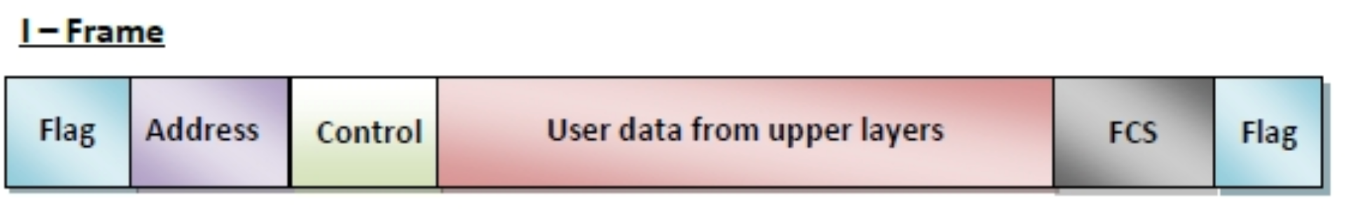 I – Frame
Flag Address Control User data from upper layers FCS Flag